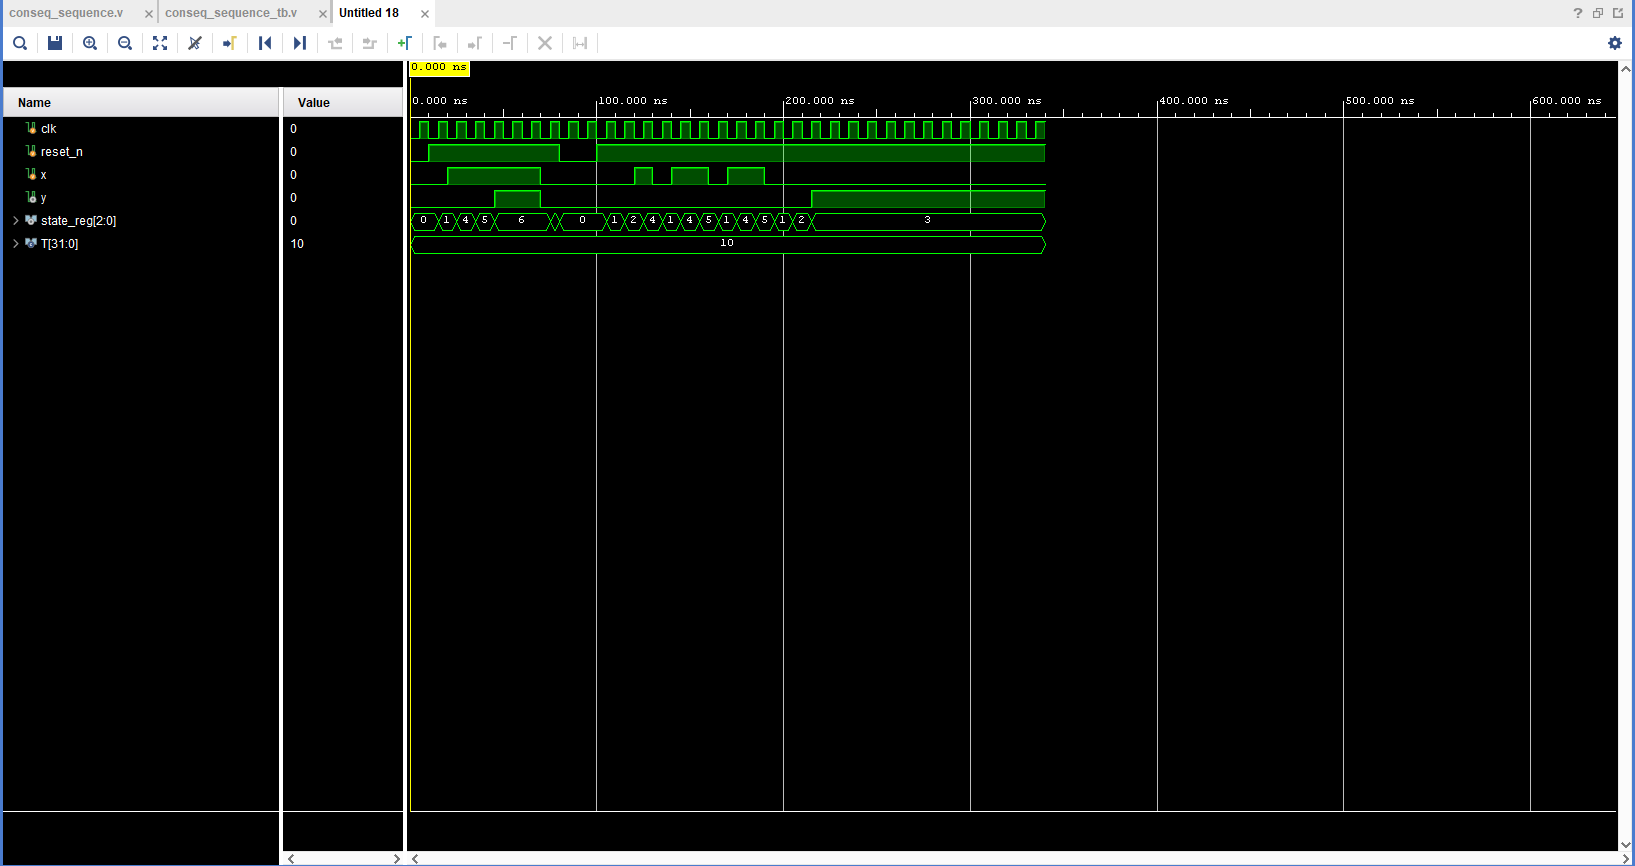 conseq_sequence.v × conseq_sequence_tb.v × Untitled 18 × ?
0.000 ns
Name Value
0.000 ns 100.000 ns 200.000 ns 300.000 ns 400.000 ns 500.000 ns 600.000 ns
clk 0
reset_n 0
x 0
y 0
state_reg[2:0] 0 0 1 4 5 6 0 1 2 4 1 4 5 1 4 5 1 2 3
T[31:0] 10 10